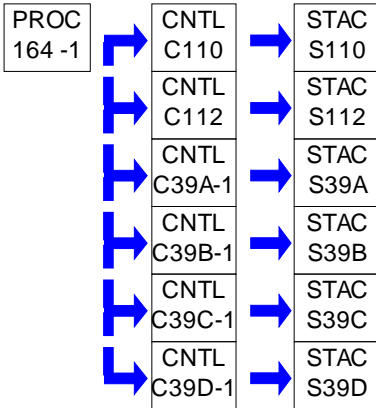 PROC
164 -1
CNTL
C110
STAC
S110
CNTL
C112
STAC
S112
CNTL
C39A-1
STAC
S39A
CNTL
C39B-1
STAC
S39B
CNTL
C39C-1
STAC
S39C
CNTL
C39D-1
STAC
S39D